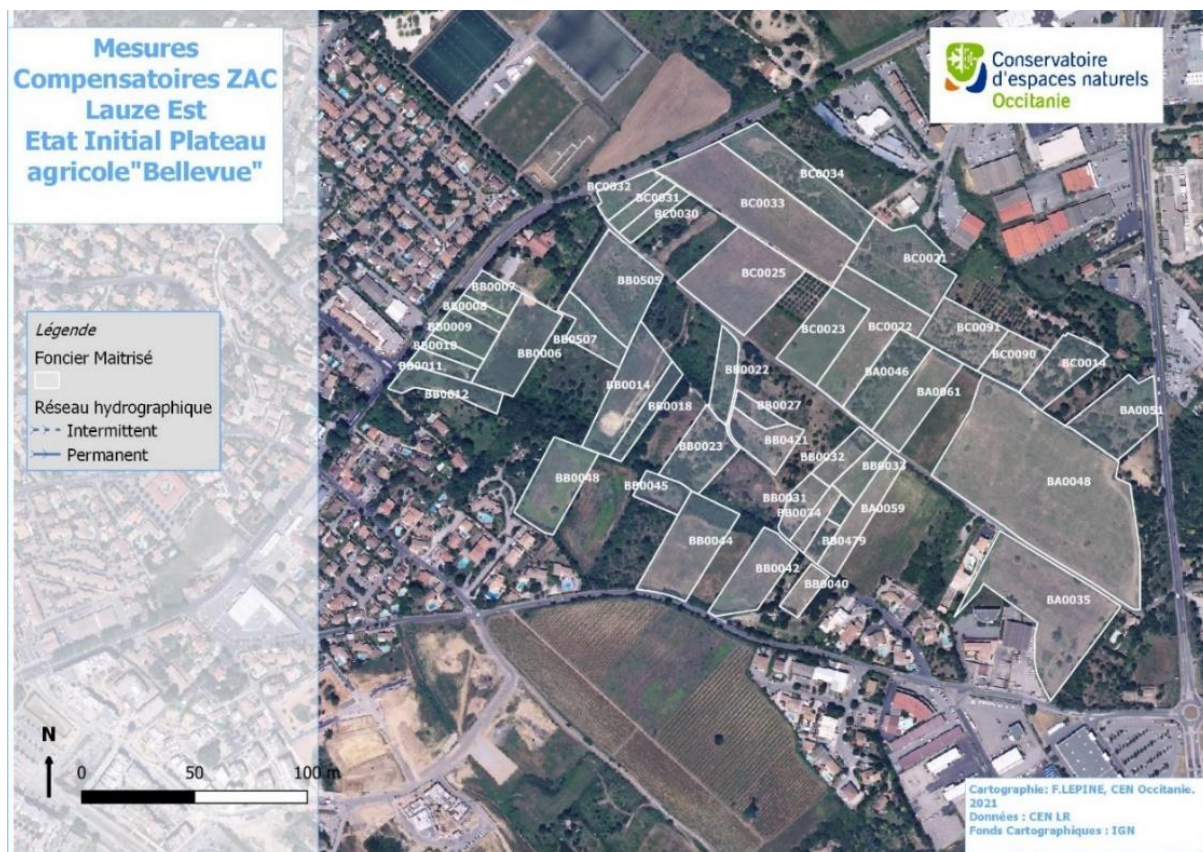 Mesures
Compensatoires ZAC
Lauze Est
Etat Initial Plateau
agricole"Bellevue"
Conservatoire
d'espaces naturels
Occitanie
Légende
Foncier Maitrisé
Réseau hydrographique
Intermittent
Permanent
BC0034
BC0032
BC0031
BC0030
BC0033
BC0021
BC0025
BB0505
BB0007
BB0008
BB0009
BB0010
BB0011
BB0012
BB0006
BB0507
BC0023
BC0022
BC0091
BC0090
BC0014
BA0046
BA0061
BA0051
BB0014
BB0018
BB0022
BB0027
BB0421
BB0023
BB0032
BB0033
BA0048
BB0048
BB0045
BB0031
BB0034
BA0059
BB0044
BB0479
BB0042
BB0040
BA0035
N
0 50 100 m
Cartographie: F.LEPINE, CEN Occitanie.
2021
Données : CEN LR
Fonds Cartographiques : IGN